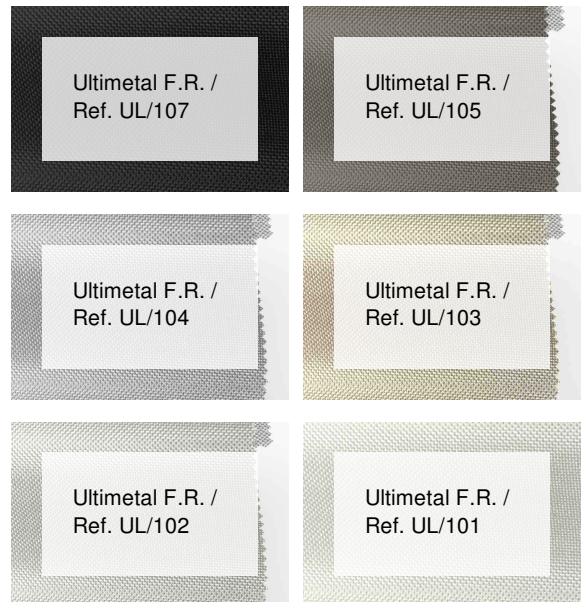 Ultimetal F.R. /
Ref. UL/107
Ultimetal F.R. /
Ref. UL/105
Ultimetal F.R. /
Ref. UL/104
Ultimetal F.R. /
Ref. UL/103
Ultimetal F.R. /
Ref. UL/102
Ultimetal F.R. /
Ref. UL/101